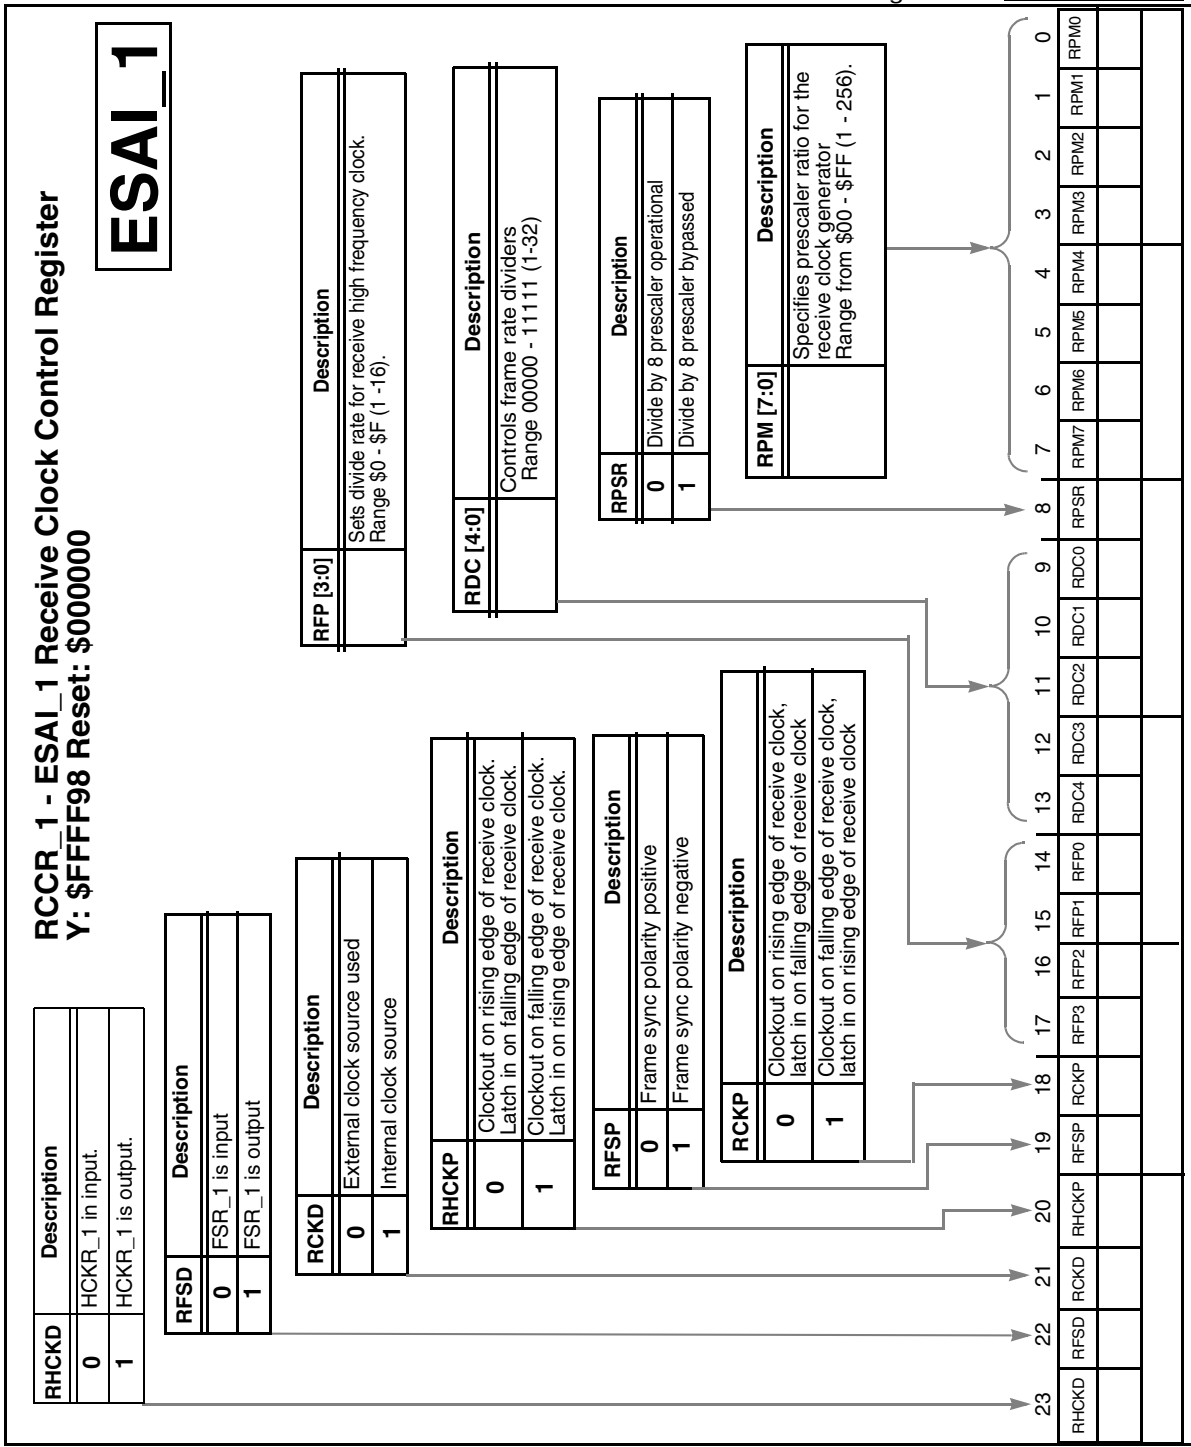 RCCR_1 - ESAI_1 Receive Clock Control Register
Y: $FFFF98 Reset: $000000
ESAI_1
RHCKD Description
0 HCKR_1 in input.
1 HCKR_1 is output.
RFSD Description
0 FSR_1 is input
1 FSR_1 is output
RCKD Description
0 External clock source used
1 Internal clock source
RHCKP Description
0 Clockout on rising edge of receive clock.
Latch in on falling edge of receive clock.
1 Clockout on falling edge of receive clock.
Latch in on rising edge of receive clock.
RFSP Description
0 Frame sync polarity positive
1 Frame sync polarity negative
RCKP Description
0 Clockout on rising edge of receive clock,
latch in on falling edge of receive clock
1 Clockout on falling edge of receive clock,
latch in on rising edge of receive clock
RFP [3:0] Description
Sets divide rate for receive high frequency clock.
Range $0 - $F (1 -16).
RDC [4:0] Description
Controls frame rate dividers
Range 00000 - 11111 (1-32)
RPSR Description
0 Divide by 8 prescaler operational
1 Divide by 8 prescaler bypassed
RPM [7:0] Description
Specifies prescaler ratio for the
receive clock generator
Range from $00 - $FF (1 - 256).
23 22 21 20 19 18 17 16 15 14 13 12 11 10 9 8 7 6 5 4 3 2 1 0
RHCKD RFSD RCKD RHCKP RFSP RCKP RFP3 RFP2 RFP1 RFP0 RDC4 RDC3 RDC2 RDC1 RDC0 RPSR RPM7 RPM6 RPM5 RPM4 RPM3 RPM2 RPM1 RPM0